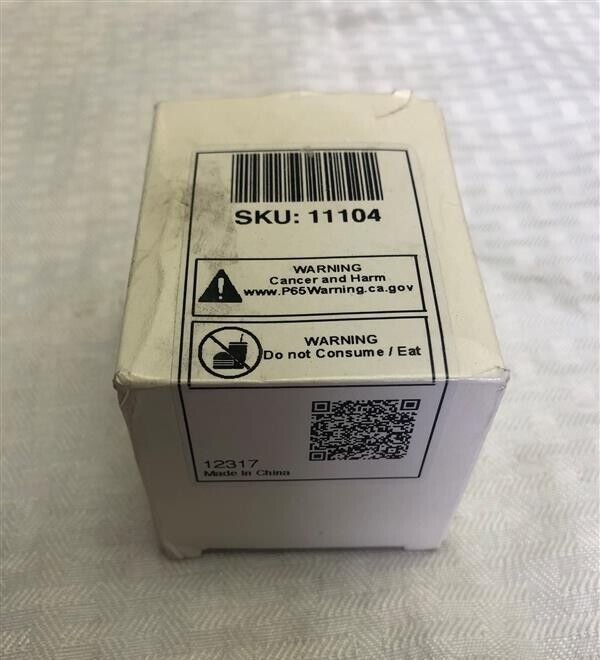 SKU: 11104
WARNING
Cancer and Harm
www.P65Warning.ca.gov
WARNING
Do not Consume / Eat
12317
Made In China